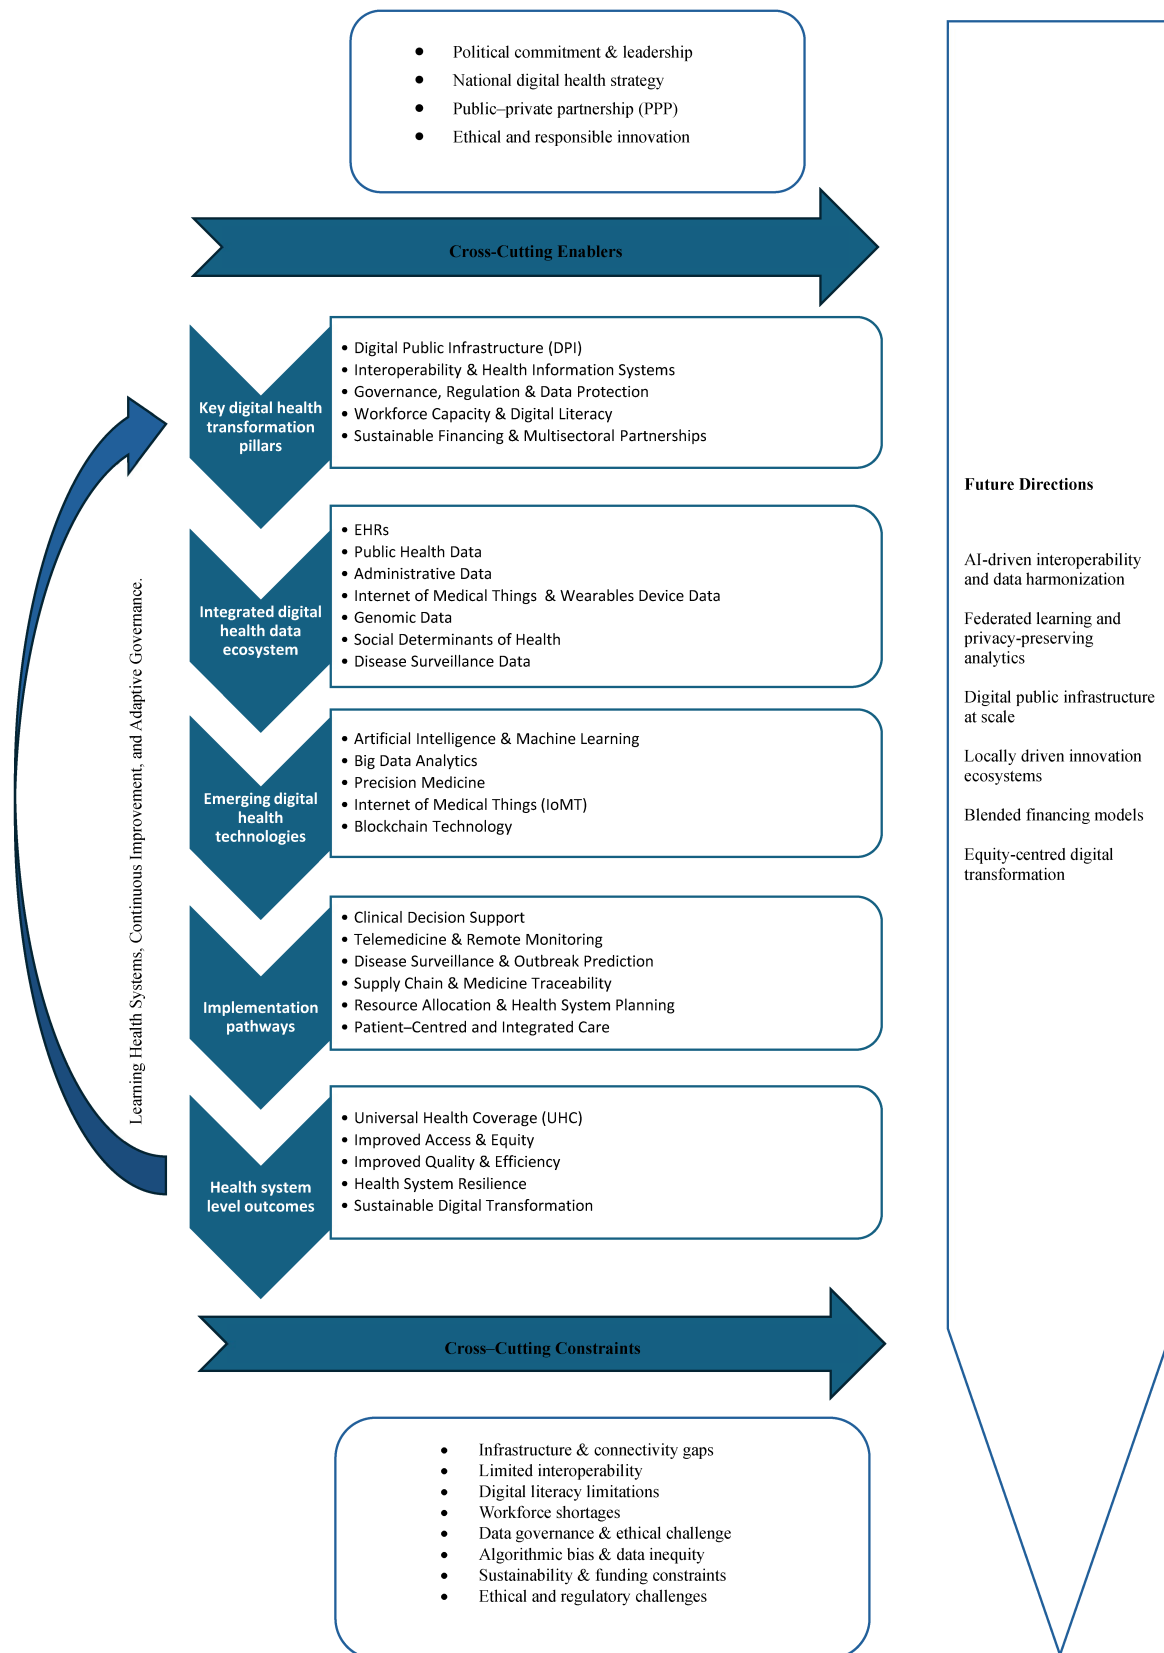 • Political commitment & leadership
• National digital health strategy
• Public–private partnership (PPP)
• Ethical and responsible innovation
Cross-Cutting Enablers
Key digital health
transformation
pillars
• Digital Public Infrastructure (DPI)
• Interoperability & Health Information Systems
• Governance, Regulation & Data Protection
• Workforce Capacity & Digital Literacy
• Sustainable Financing & Multisectoral Partnerships
Integrated digital
health data
ecosystem
• EHRs
• Public Health Data
• Administrative Data
• Internet of Medical Things & Wearables Device Data
• Genomic Data
• Social Determinants of Health
• Disease Surveillance Data
Emerging digital
health
technologies
• Artificial Intelligence & Machine Learning
• Big Data Analytics
• Precision Medicine
• Internet of Medical Things (IoMT)
• Blockchain Technology
Implementation
pathways
• Clinical Decision Support
• Telemedicine & Remote Monitoring
• Disease Surveillance & Outbreak Prediction
• Supply Chain & Medicine Traceability
• Resource Allocation & Health System Planning
• Patient–Centred and Integrated Care
Health system
level outcomes
• Universal Health Coverage (UHC)
• Improved Access & Equity
• Improved Quality & Efficiency
• Health System Resilience
• Sustainable Digital Transformation
Learning Health Systems, Continuous Improvement, and Adaptive Governance.
Cross–Cutting Constraints
• Infrastructure & connectivity gaps
• Limited interoperability
• Digital literacy limitations
• Workforce shortages
• Data governance & ethical challenge
• Algorithmic bias & data inequity
• Sustainability & funding constraints
• Ethical and regulatory challenges
Future Directions
AI-driven interoperability
and data harmonization
Federated learning and
privacy-preserving
analytics
Digital public infrastructure
at scale
Locally driven innovation
ecosystems
Blended financing models
Equity-centred digital
transformation